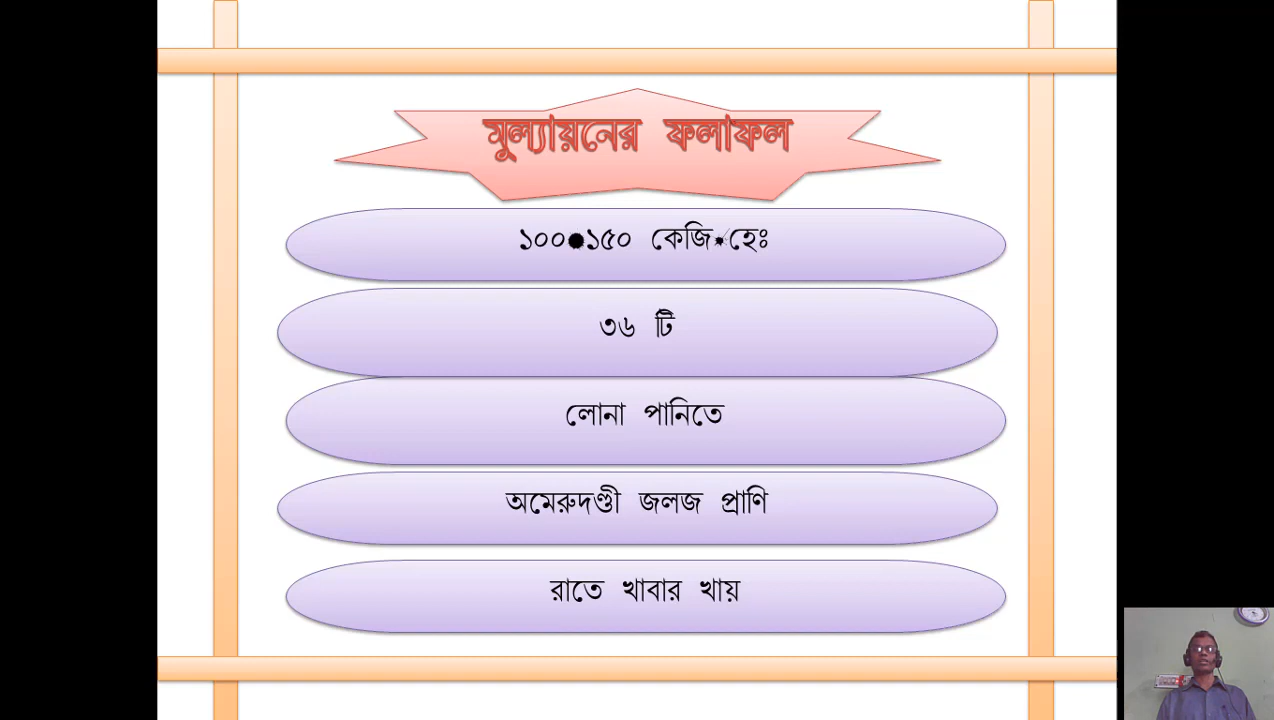 মুল্যায়নের ফলাফল
১০০●১৫০ কেজি*হেঃ
৩৬ টি
লোনা পানিতে
অমেরুদণ্ডী জলজ প্রাণি
রাতে খাবার খায়